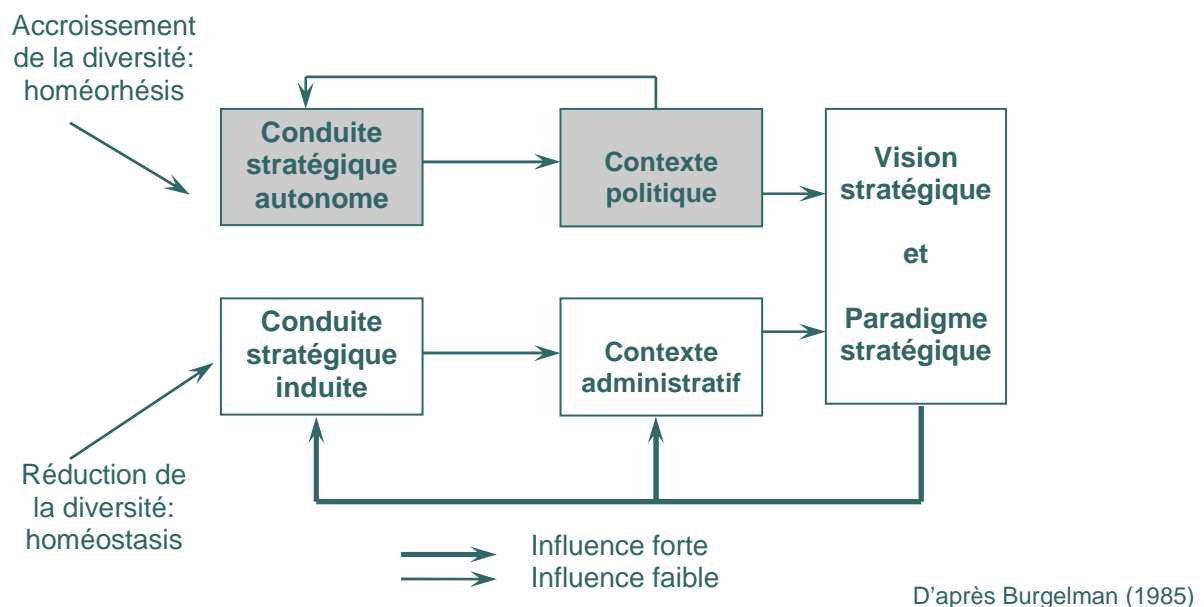 Accroissement
de la diversité:
homéorhésis
Conduite
stratégique
autonome
Contexte
politique
Vision
stratégique
et
Paradigme
stratégique
Conduite
stratégique
induite
Contexte
administratif
Réduction de
la diversité:
homéostasis
Influence forte
Influence faible
D'après Burgelman (1985)